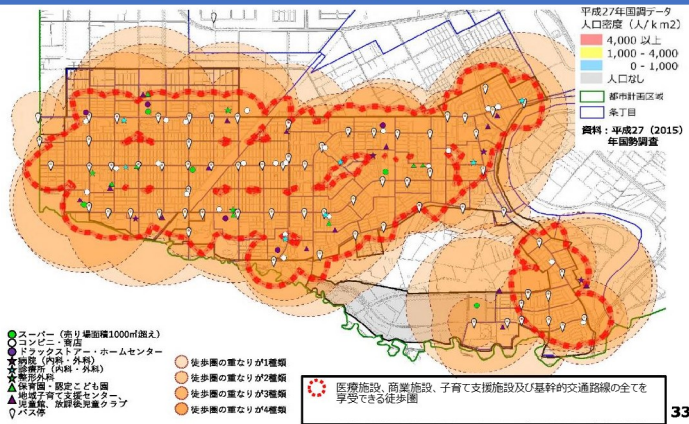 平成27年国調データ
人口密度（人/ｋｍ2）
4,000 以上
1,000 - 4,000
0 - 1,000
人口なし
都市計画区域
条丁目
資料：平成27（2015）
年国勢調査
スーパー（売り場面積1000㎡超え）
コンビニ・商店
ドラックストアー・ホームセンター
病院（内科・外科）
診療所（内科・外科）
整形外科
保育園・認定こども園
地域子育て支援センター、
児童館、放課後児童クラブ
バス停
徒歩圏の重なりが1種類
徒歩圏の重なりが2種類
徒歩圏の重なりが3種類
徒歩圏の重なりが4種類
医療施設、商業施設、子育て支援施設及び基幹的交通路線の全てを
享受できる徒歩圏
33